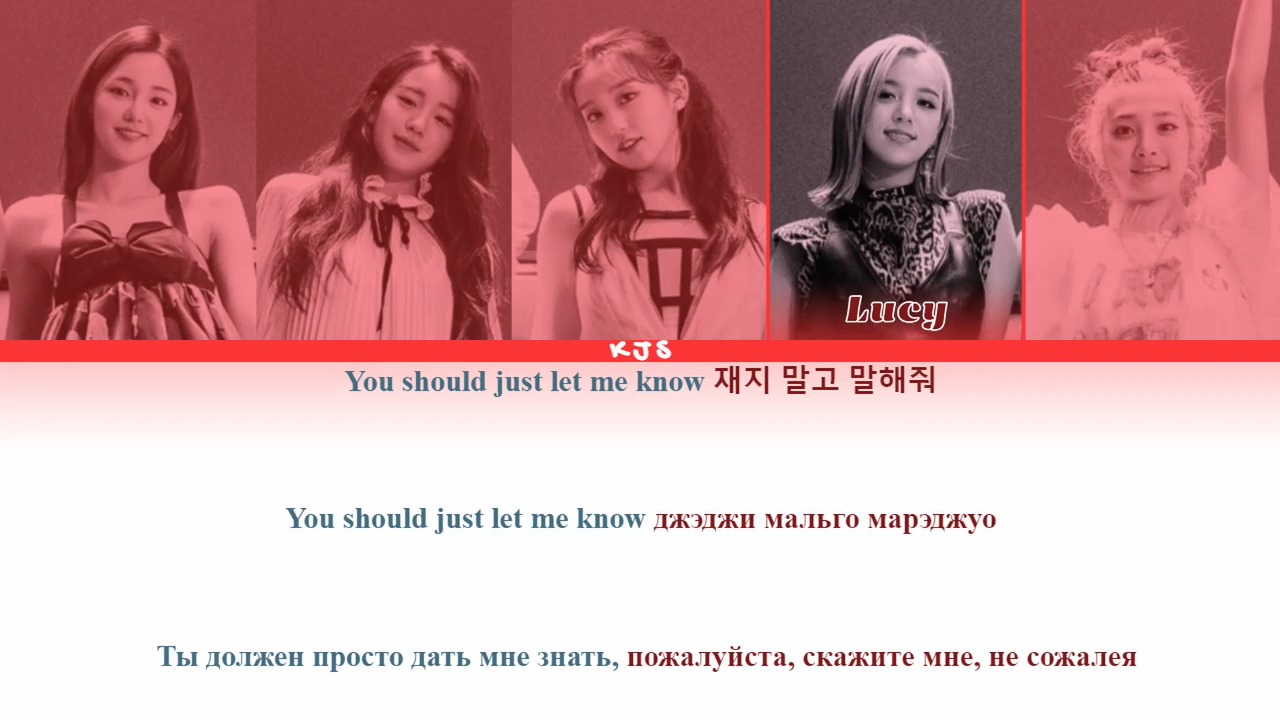 Lucy
KJS
You should just let me know 재지 말고 말해줘
You should just let me know джэджи мальго марэджуо
Ты должен просто дать мне знать, пожалуйста, скажите мне, не сожалея